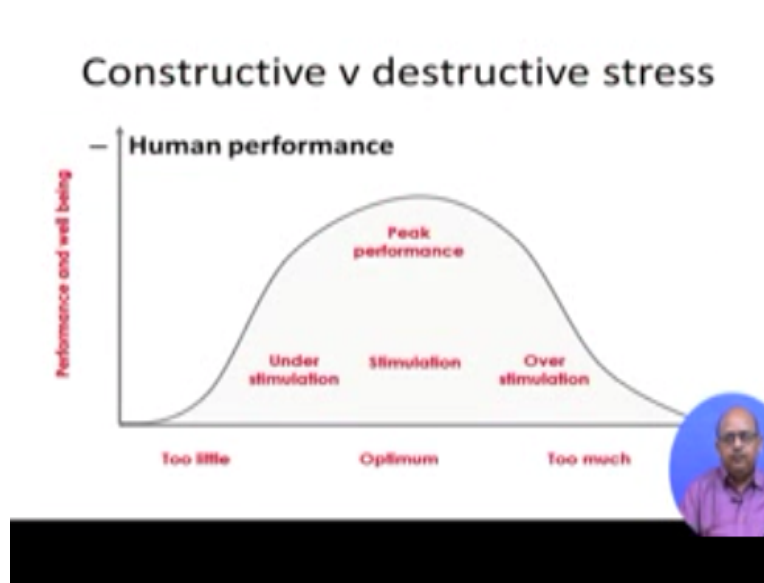 Constructive v destructive stress
– Human performance
Performance and well being
Peak
performance
Under
stimulation
Stimulation
Over
stimulation
Too little
Optimum
Too much